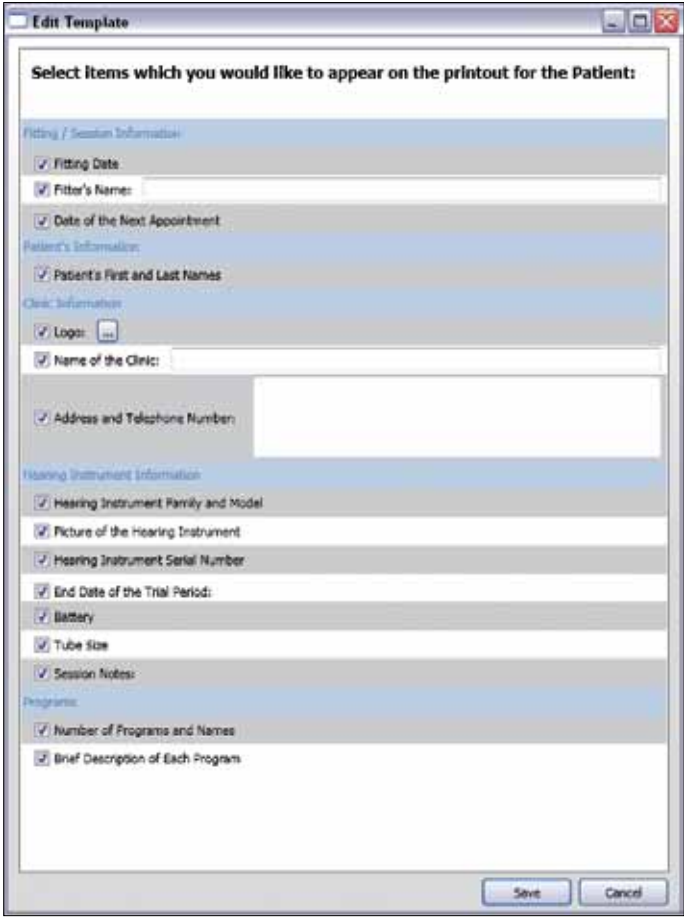 Edit Template
Select items which you would like to appear on the printout for the Patient:
Fitting / Session Information
Fitting Date
Fitter's Name:
Date of the Next Appointment
Patient's Information
Patient's First and Last Names
Clinic Information
Logo: ...
Name of the Clinic:
Address and Telephone Number:
Hearing Instrument Information
Hearing Instrument Family and Model
Picture of the Hearing Instrument
Hearing Instrument Serial Number
End Date of the Trial Period:
Battery
Tube Size
Session Notes:
Programs
Number of Programs and Names
Brief Description of Each Program
Save Cancel